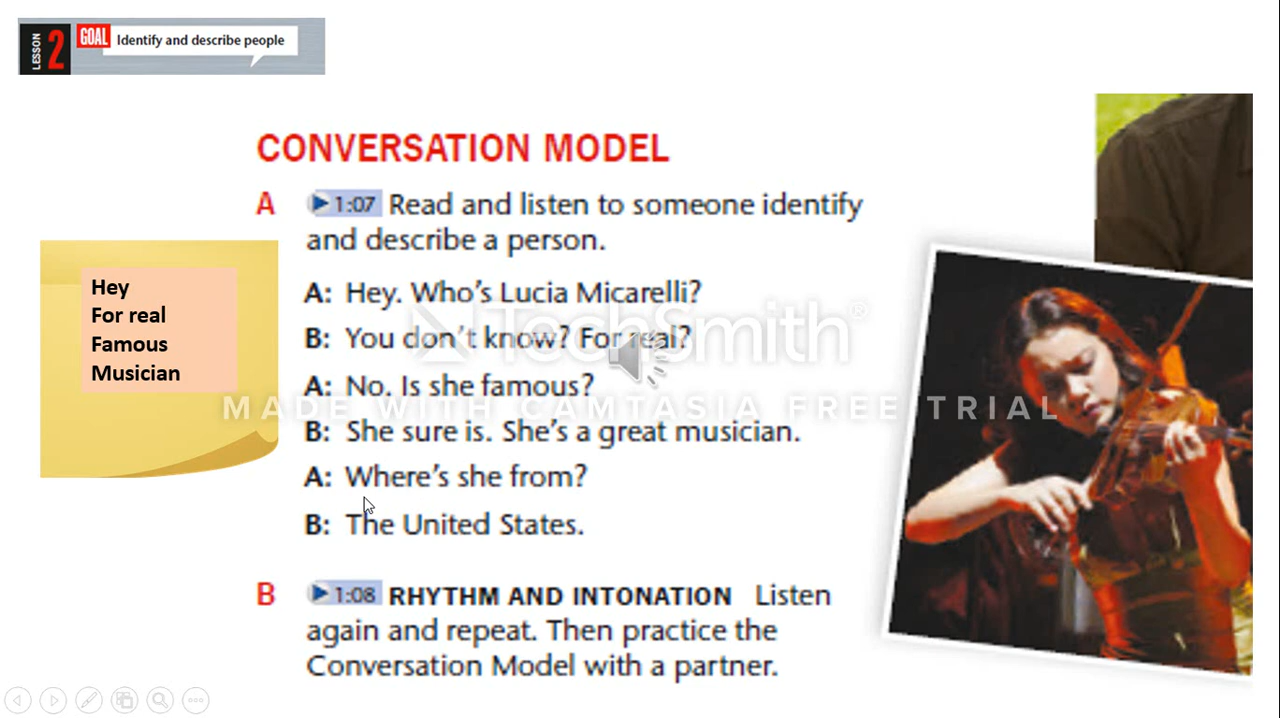 LESSON 2 GOAL Identify and describe people
CONVERSATION MODEL
A 1:07 Read and listen to someone identify
and describe a person.
A: Hey. Who's Lucia Micarelli?
B: You don't know? For real?
A: No. Is she famous?
B: She sure is. She's a great musician.
A: Where's she from?
B: The United States.
B 1:08 RHYTHM AND INTONATION Listen
again and repeat. Then practice the
Conversation Model with a partner.
Hey
For real
Famous
Musician
TechSmith®
MADE WITH CAMTASIA FREE TRIAL